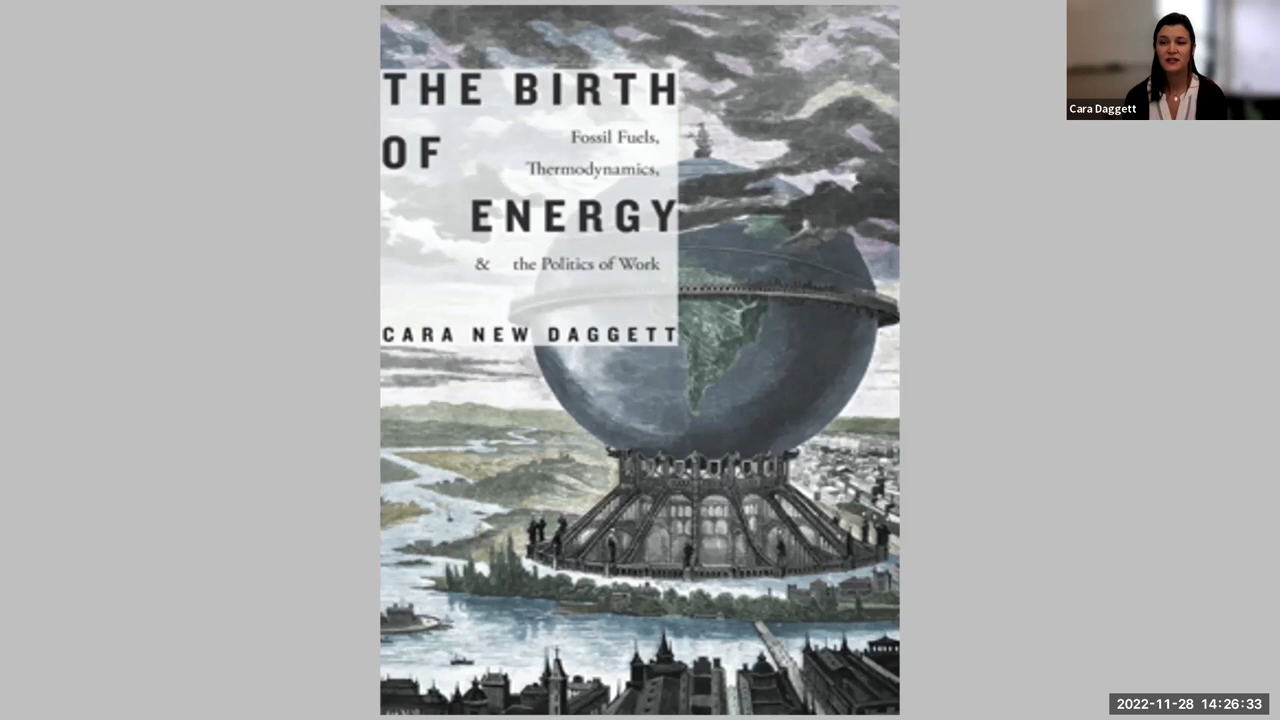 THE BIRTH
OF
Fossil Fuels,
Thermodynamics,
ENERGY
& the Politics of Work
CARA NEW DAGGETT
Cara Daggett
2022-11-28 14:26:33